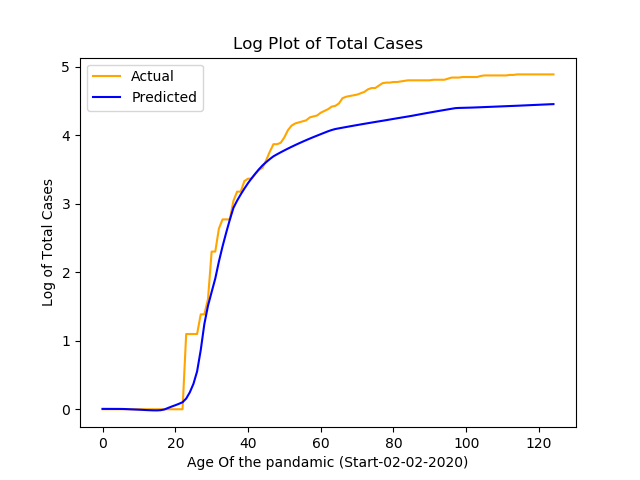 Log Plot of Total Cases
Actual
Predicted
5
4
3
2
1
0
Log of Total Cases
0 20 40 60 80 100 120
Age Of the pandamic (Start-02-02-2020)